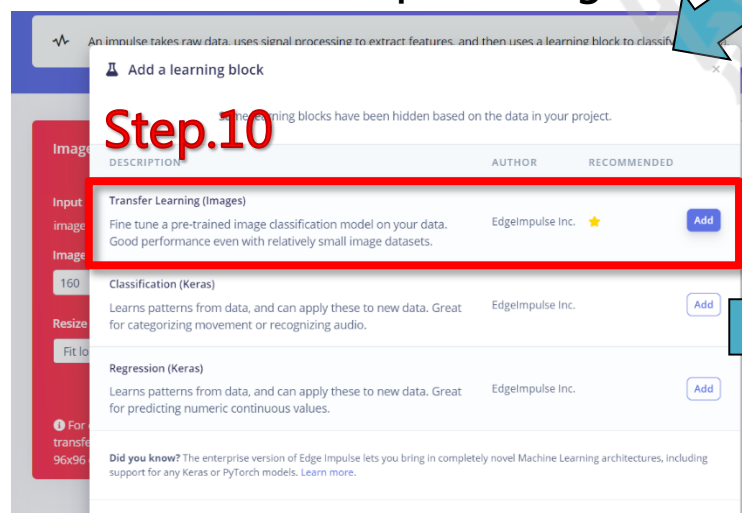 An impulse takes raw data, uses signal processing to extract features, and then uses a learning block to classify
Add a learning block
×
Step.10
learning blocks have been hidden based on the data in your project.
DESCRIPTION
AUTHOR
RECOMMENDED
Image
Input
image
Image
160
Resize
Fit lo
For
transfe
96x96
Transfer Learning (Images)
Fine tune a pre-trained image classification model on your data.
Good performance even with relatively small image datasets.
EdgeImpulse Inc.
Add
Classification (Keras)
Learns patterns from data, and can apply these to new data. Great
for categorizing movement or recognizing audio.
EdgeImpulse Inc.
Add
Regression (Keras)
Learns patterns from data, and can apply these to new data. Great
for predicting numeric continuous values.
EdgeImpulse Inc.
Add
Did you know? The enterprise version of Edge Impulse lets you bring in completely novel Machine Learning architectures, including
support for any Keras or PyTorch models. Learn more.